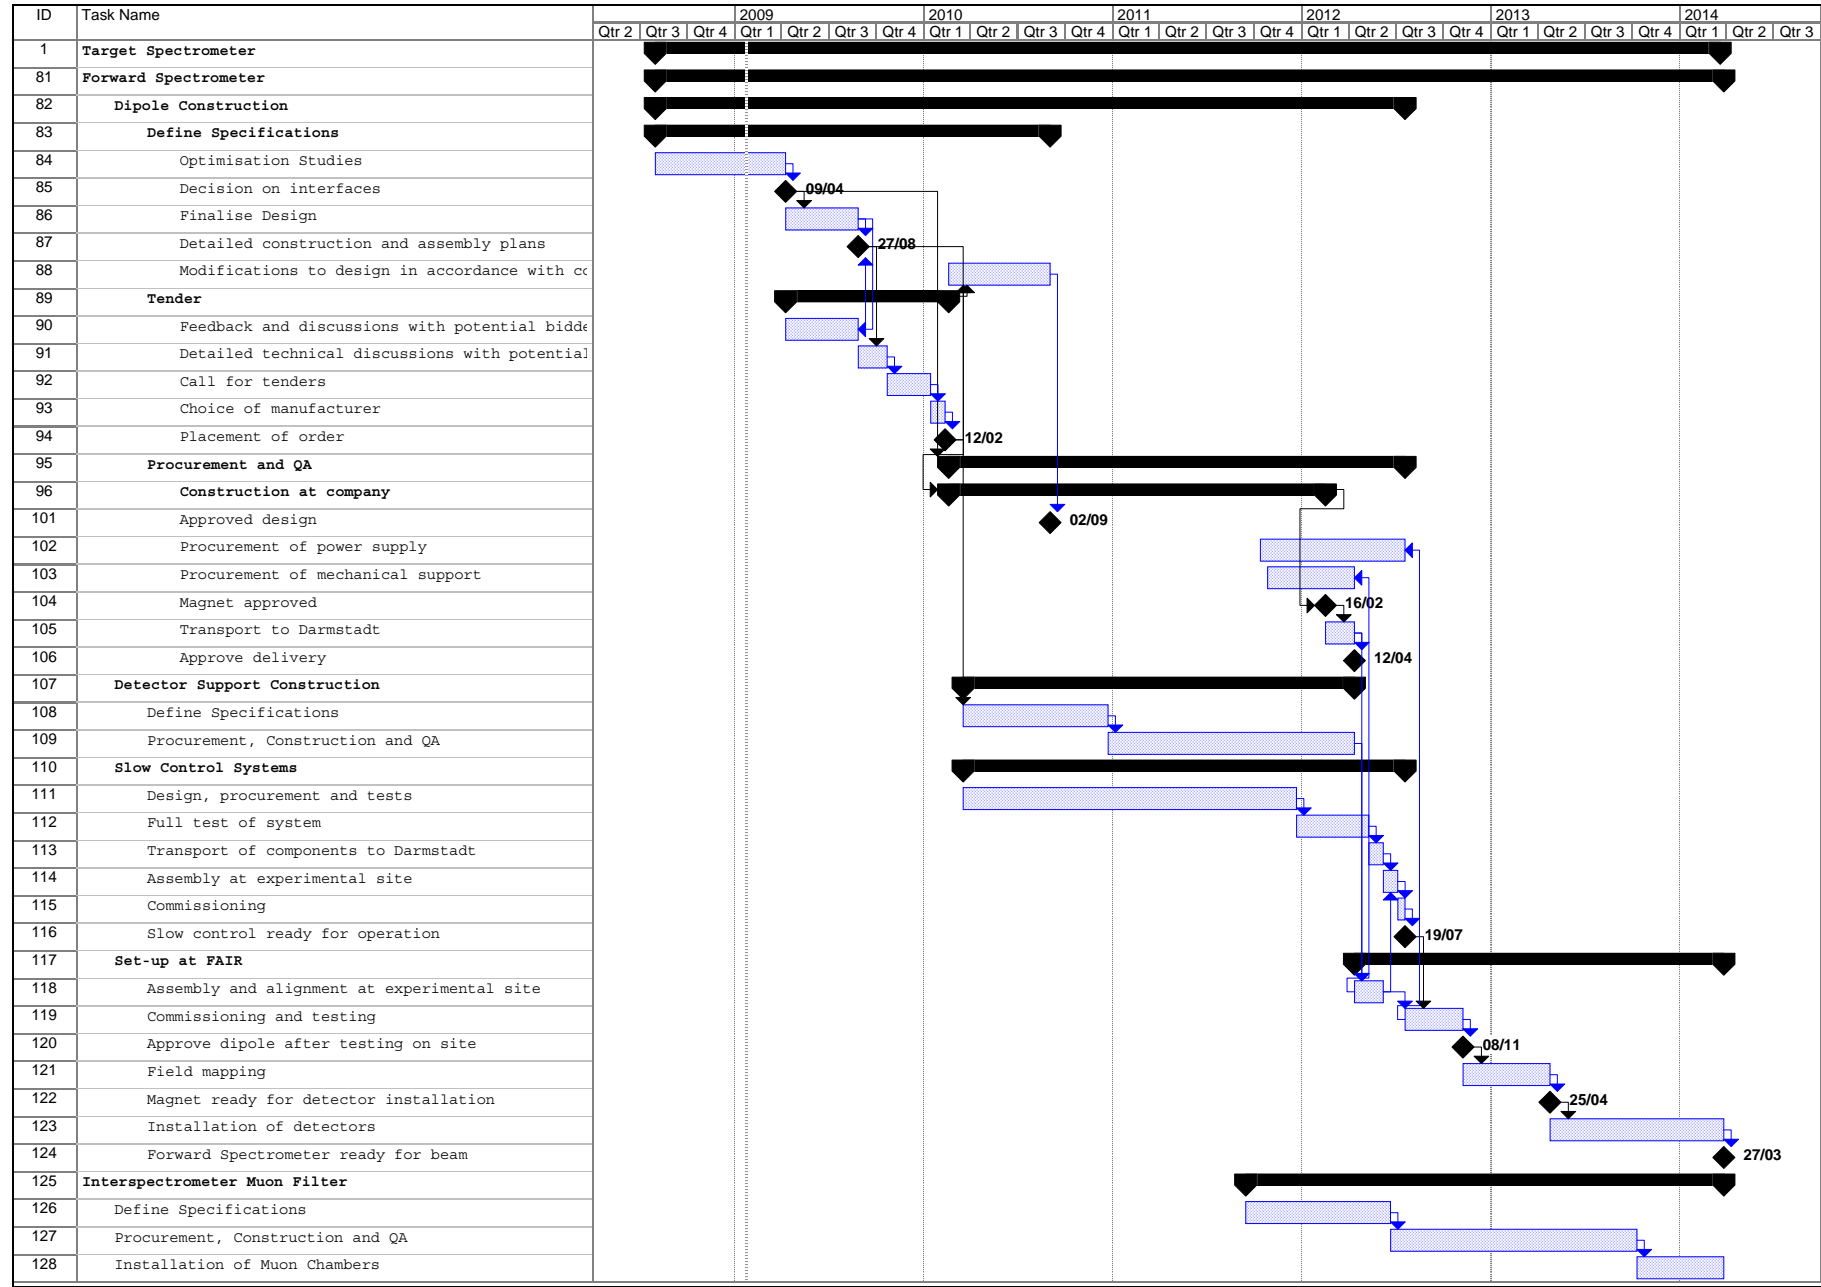 ID Task Name 2009 2010 2011 2012 2013 2014
Qtr 2 Qtr 3 Qtr 4 Qtr 1 Qtr 2 Qtr 3 Qtr 4 Qtr 1 Qtr 2 Qtr 3 Qtr 4 Qtr 1 Qtr 2 Qtr 3 Qtr 4 Qtr 1 Qtr 2 Qtr 3 Qtr 4 Qtr 1 Qtr 2 Qtr 3 Qtr 4 Qtr 1 Qtr 2 Qtr 3
1 Target Spectrometer
81 Forward Spectrometer
82 Dipole Construction
83 Define Specifications
84 Optimisation Studies
85 Decision on interfaces 09/04
86 Finalise Design
87 Detailed construction and assembly plans 27/08
88 Modifications to design in accordance with co
89 Tender
90 Feedback and discussions with potential bidde
91 Detailed technical discussions with potential
92 Call for tenders
93 Choice of manufacturer
94 Placement of order 12/02
95 Procurement and QA
96 Construction at company
101 Approved design 02/09
102 Procurement of power supply
103 Procurement of mechanical support
104 Magnet approved 16/02
105 Transport to Darmstadt
106 Approve delivery 12/04
107 Detector Support Construction
108 Define Specifications
109 Procurement, Construction and QA
110 Slow Control Systems
111 Design, procurement and tests
112 Full test of system
113 Transport of components to Darmstadt
114 Assembly at experimental site
115 Commissioning
116 Slow control ready for operation 19/07
117 Set-up at FAIR
118 Assembly and alignment at experimental site
119 Commissioning and testing
120 Approve dipole after testing on site 08/11
121 Field mapping
122 Magnet ready for detector installation 25/04
123 Installation of detectors
124 Forward Spectrometer ready for beam 27/03
125 Interspectrometer Muon Filter
126 Define Specifications
127 Procurement, Construction and QA
128 Installation of Muon Chambers